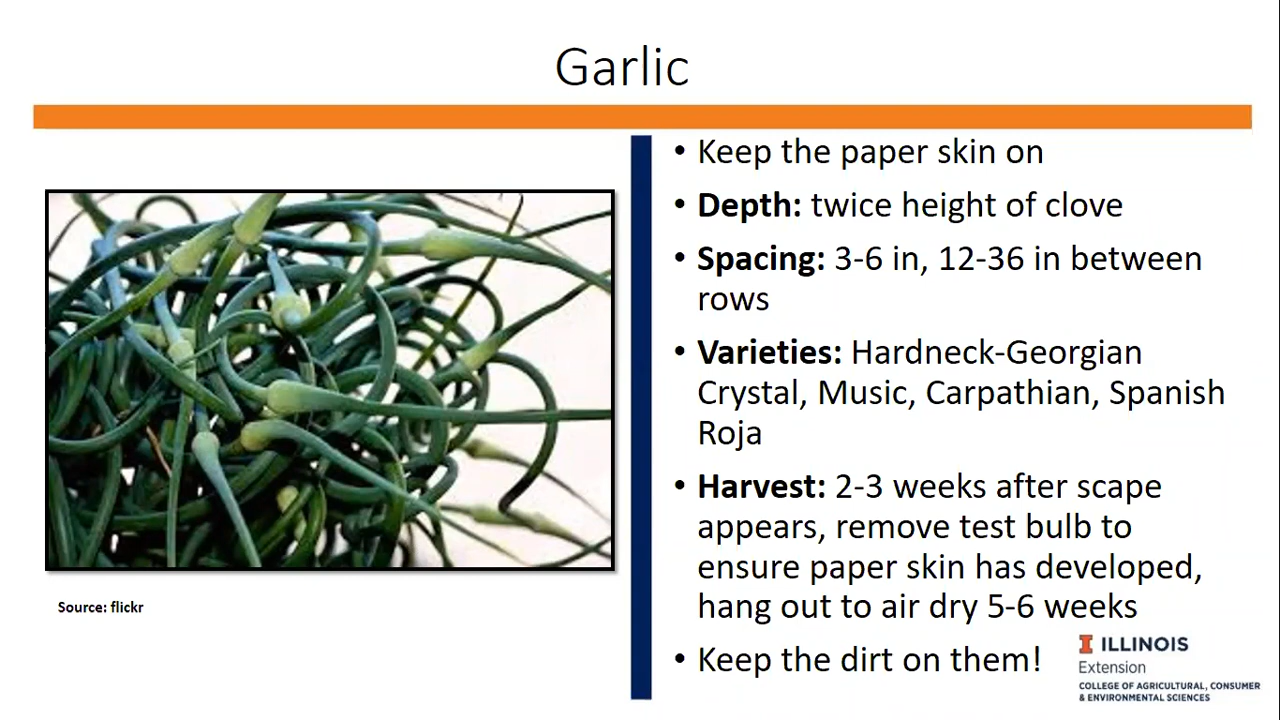 Garlic
• Keep the paper skin on
• Depth: twice height of clove
• Spacing: 3-6 in, 12-36 in between
rows
• Varieties: Hardneck-Georgian
Crystal, Music, Carpathian, Spanish
Roja
• Harvest: 2-3 weeks after scape
appears, remove test bulb to
ensure paper skin has developed,
hang out to air dry 5-6 weeks
• Keep the dirt on them!
Source: flickr
I ILLINOIS
Extension
COLLEGE OF AGRICULTURAL, CONSUMER
& ENVIRONMENTAL SCIENCES